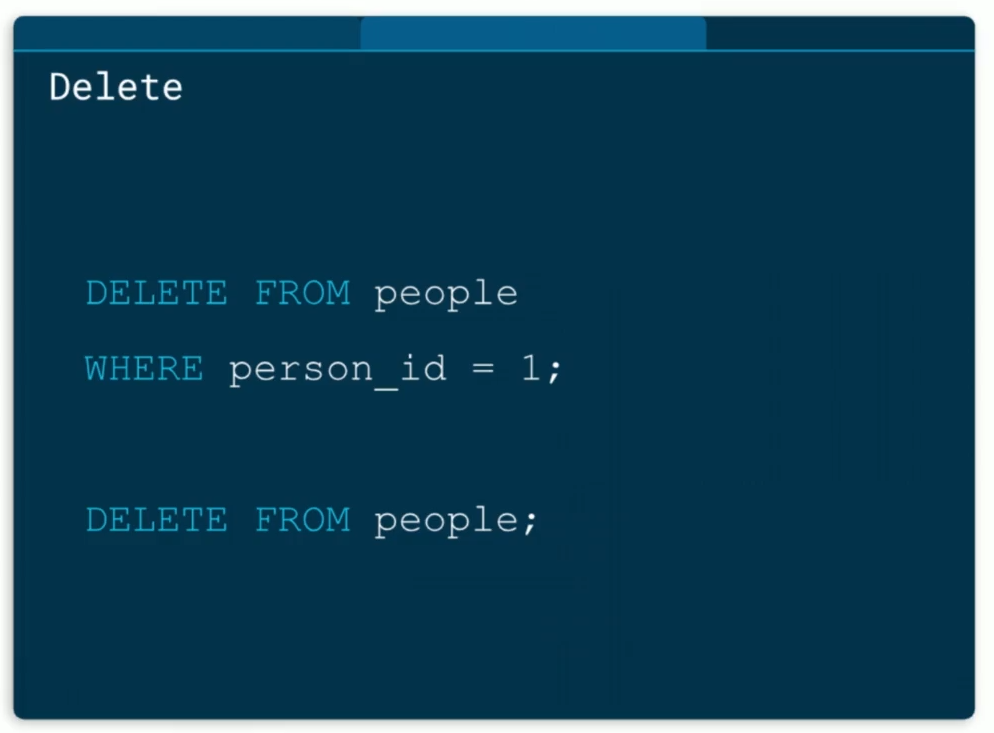 Delete
DELETE FROM people
WHERE person_id = 1;
DELETE FROM people;